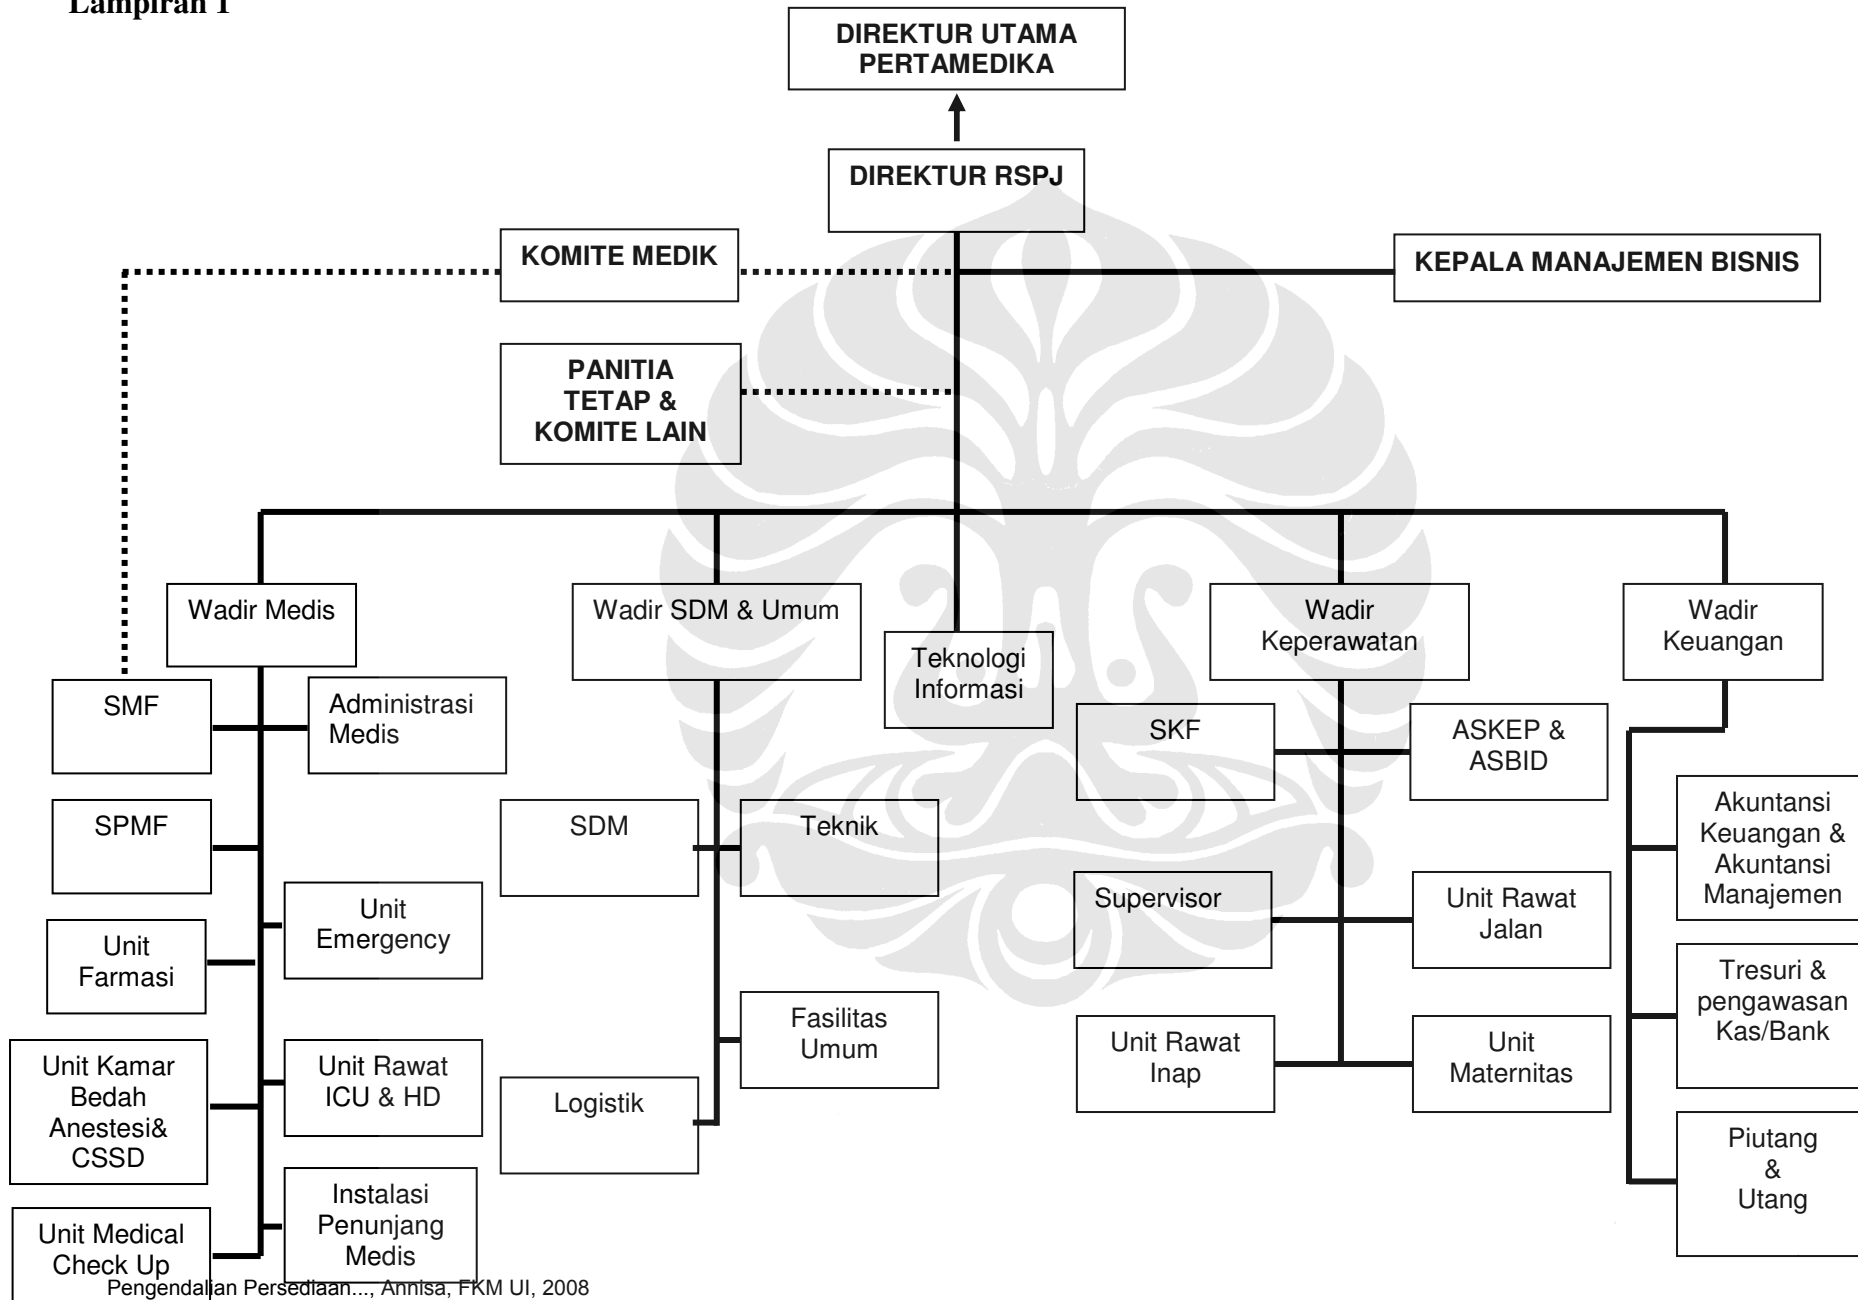 Lampiran 1
DIREKTUR UTAMA
PERTAMEDIKA
DIREKTUR RSPJ
KOMITE MEDIK
KEPALA MANAJEMEN BISNIS
PANITIA
TETAP &
KOMITE LAIN
Wadir Medis
Wadir SDM & Umum
Teknologi
Informasi
Wadir
Keperawatan
Wadir
Keuangan
SMF
Administrasi
Medis
SPMF
Unit
Emergency
Unit
Farmasi
Unit Kamar
Bedah
Anestesi&
CSSD
Unit Rawat
ICU & HD
Unit Medical
Check Up
Instalasi
Penunjang
Medis
SDM
Teknik
Fasilitas
Umum
Logistik
SKF
ASKEP &
ASBID
Supervisor
Unit Rawat
Jalan
Unit Rawat
Inap
Unit
Maternitas
Akuntansi
Keuangan &
Akuntansi
Manajemen
Tresuri &
pengawasan
Kas/Bank
Piutang
&
Utang
Pengendalian Persediaan..., Annisa, FKM UI, 2008